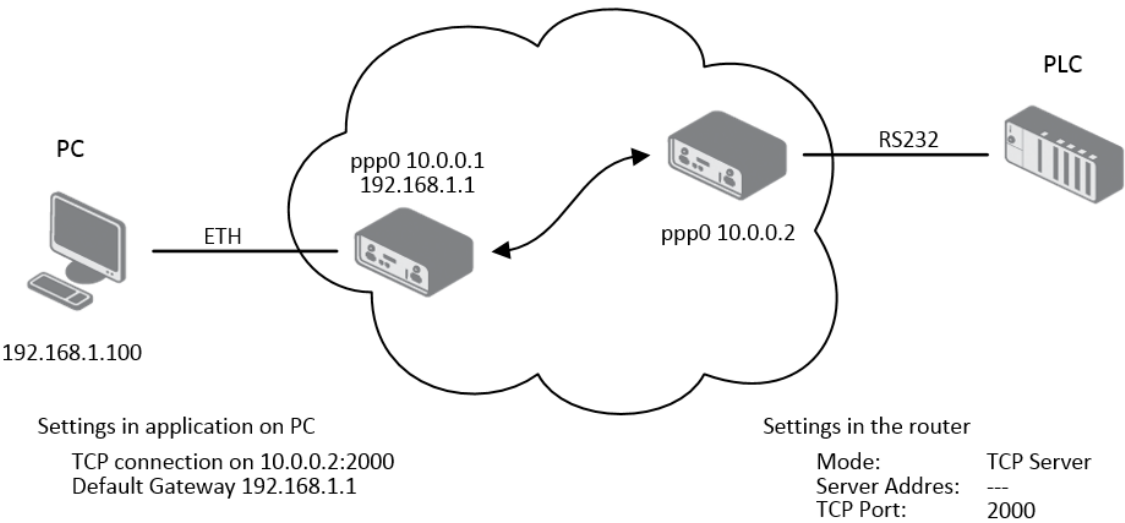 PLC
PC
RS232
ppp0 10.0.0.1
192.168.1.1
ETH
ppp0 10.0.0.2
192.168.1.100
Settings in application on PC
TCP connection on 10.0.0.2:2000
Default Gateway 192.168.1.1
Settings in the router
Mode: TCP Server
Server Addres: ---
TCP Port: 2000